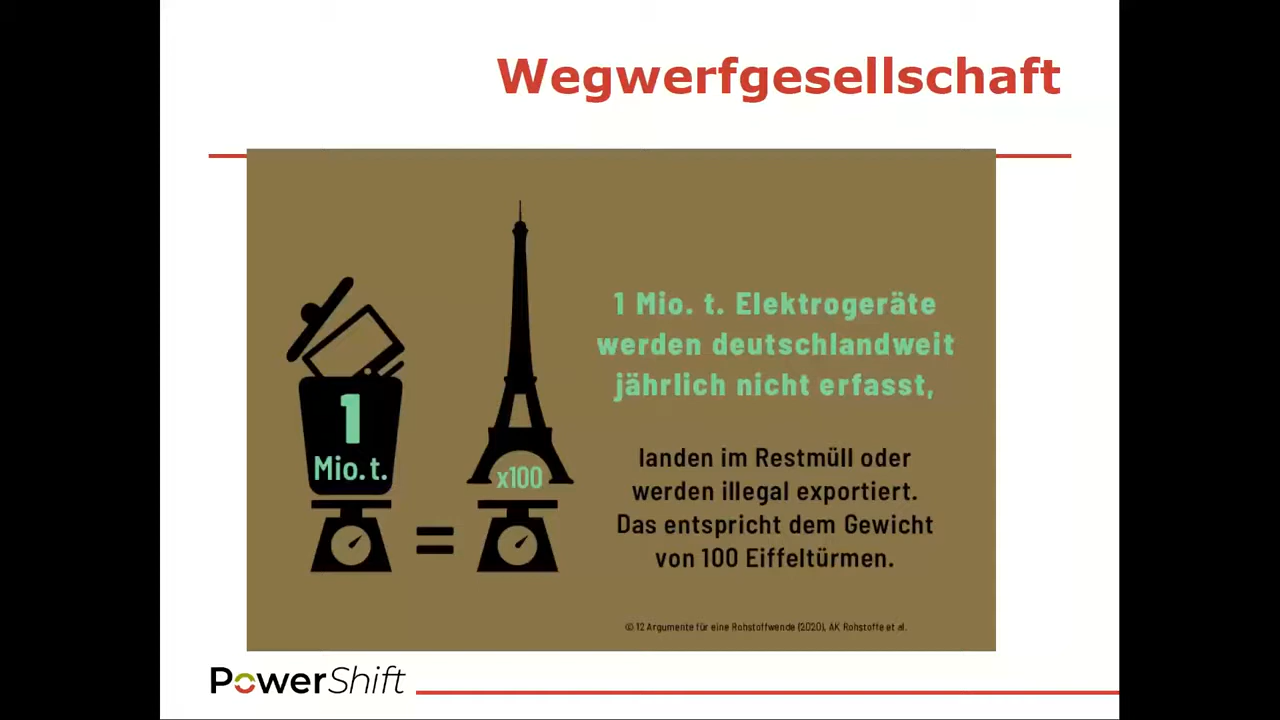 Wegwerfgesellschaft
1 Mio. t. Elektrogeräte
werden deutschlandweit
jährlich nicht erfasst,
1
Mio. t.
x100
=
landen im Restmüll oder
werden illegal exportiert.
Das entspricht dem Gewicht
von 100 Eiffeltürmen.
© 12 Argumente für eine Rohstoffwende (2020), AK Rohstoffe et al.
PowerShift